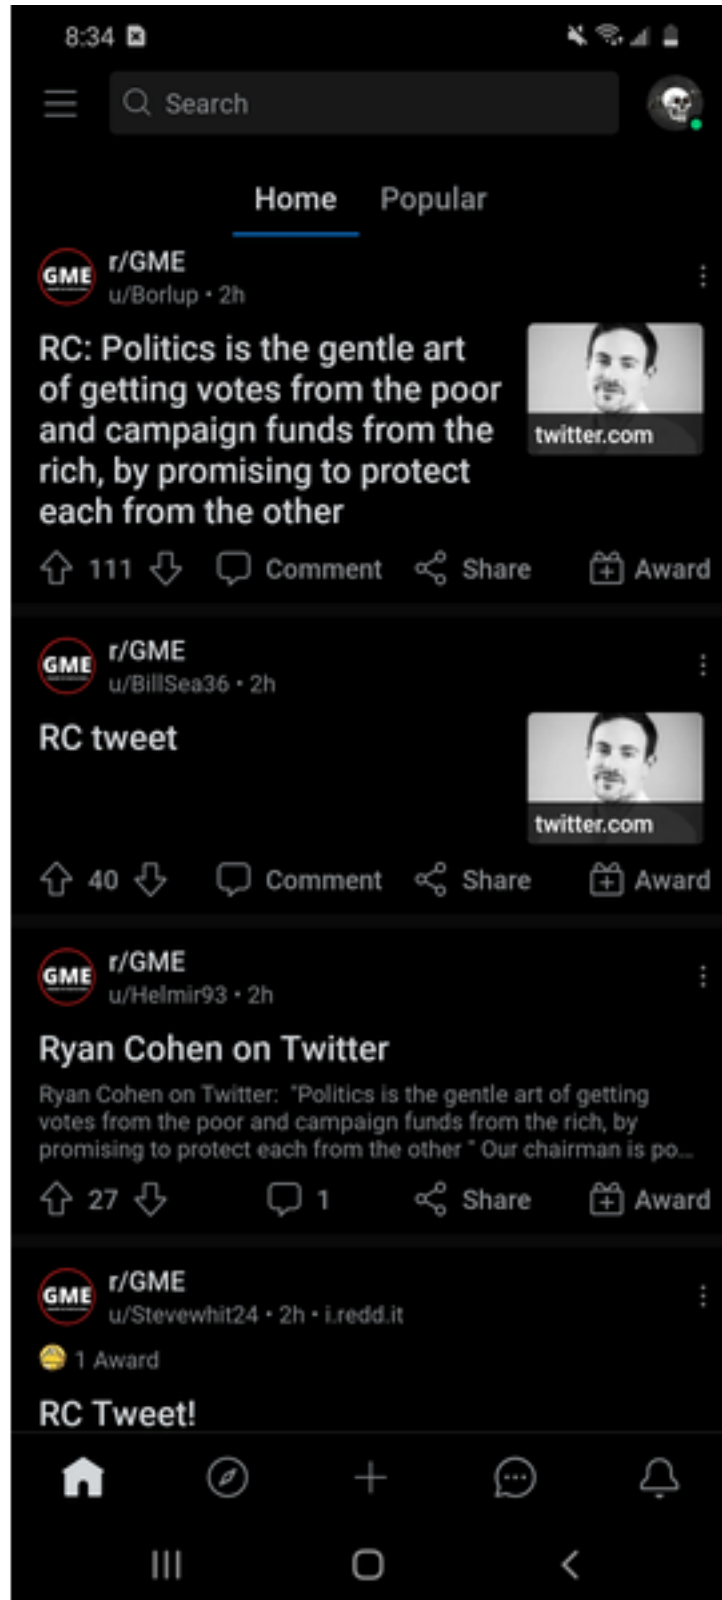 8:34
Search
Home Popular
GME r/GME
u/Borlup • 2h
RC: Politics is the gentle art
of getting votes from the poor
and campaign funds from the
rich, by promising to protect
each from the other
twitter.com
111 Comment Share Award
GME r/GME
u/BillSea36 • 2h
RC tweet
twitter.com
40 Comment Share Award
GME r/GME
u/Helmir93 • 2h
Ryan Cohen on Twitter
Ryan Cohen on Twitter: "Politics is the gentle art of getting
votes from the poor and campaign funds from the rich, by
promising to protect each from the other " Our chairman is po...
27 1 Share Award
GME r/GME
u/Stevewhit24 • 2h • i.redd.it
1 Award
RC Tweet!